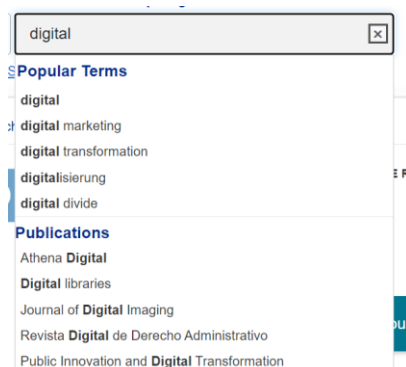 digital
Popular Terms
digital
digital marketing
digital transformation
digitalisierung
digital divide
Publications
Athena Digital
Digital libraries
Journal of Digital Imaging
Revista Digital de Derecho Administrativo
Public Innovation and Digital Transformation